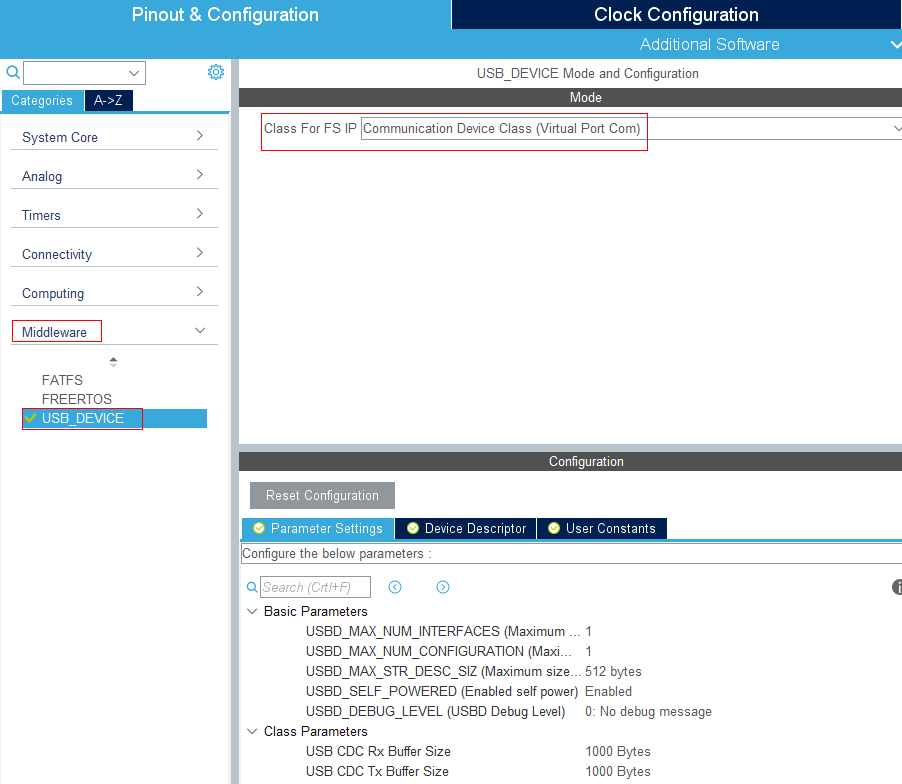 Pinout & Configuration
Clock Configuration
Additional Software
Categories
A->Z
System Core
Analog
Timers
Connectivity
Computing
Middleware
FATFS
FREERTOS
USB_DEVICE
USB_DEVICE Mode and Configuration
Mode
Class For FS IP Communication Device Class (Virtual Port Com)
Configuration
Reset Configuration
Parameter Settings
Device Descriptor
User Constants
Configure the below parameters :
Search (Crtl+F)
Basic Parameters
USBD_MAX_NUM_INTERFACES (Maximum ... 1
USBD_MAX_NUM_CONFIGURATION (Maxi... 1
USBD_MAX_STR_DESC_SIZ (Maximum size... 512 bytes
USBD_SELF_POWERED (Enabled self power) Enabled
USBD_DEBUG_LEVEL (USBD Debug Level) 0: No debug message
Class Parameters
USB CDC Rx Buffer Size 1000 Bytes
USB CDC Tx Buffer Size 1000 Bytes